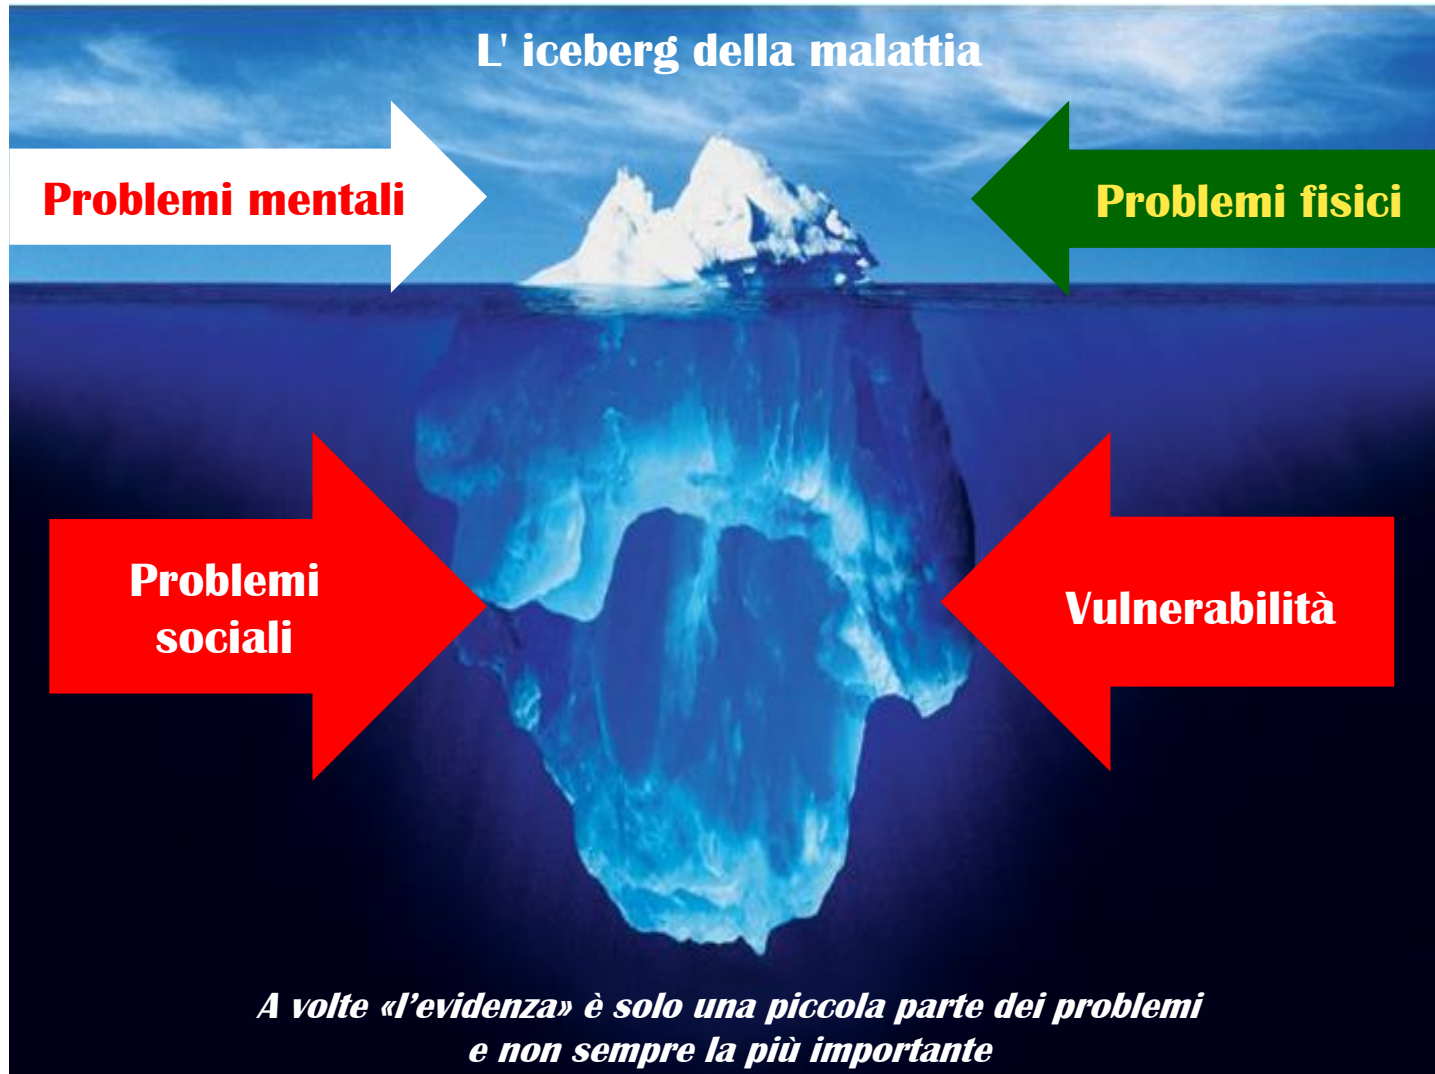 L' iceberg della malattia
Problemi mentali
Problemi fisici
Problemi
sociali
Vulnerabilità
A volte «l’evidenza» è solo una piccola parte dei problemi
e non sempre la più importante